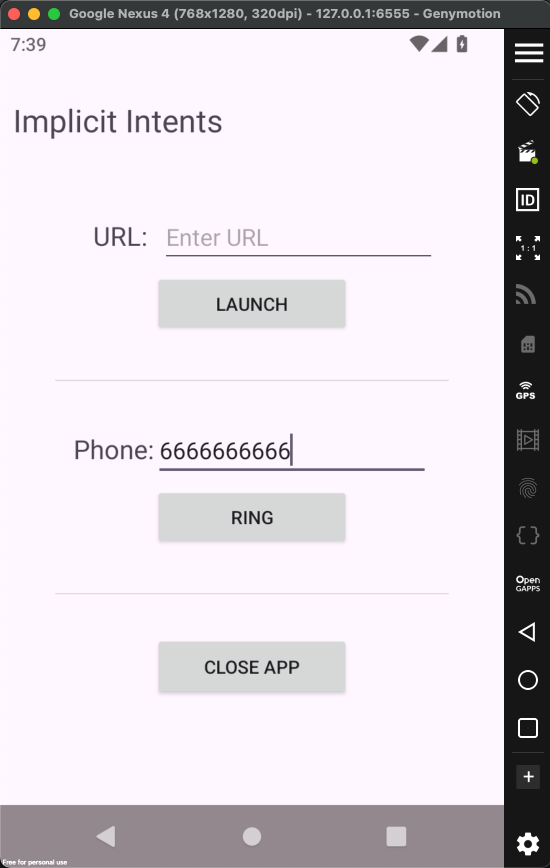 Google Nexus 4 (768x1280, 320dpi) - 127.0.0.1:6555 - Genymotion
7:39
Implicit Intents
ID
URL: Enter URL
1 : 1
LAUNCH
GPS
Phone: 6666666666
RING
Open
GAPPS
CLOSE APP
Free for personal use